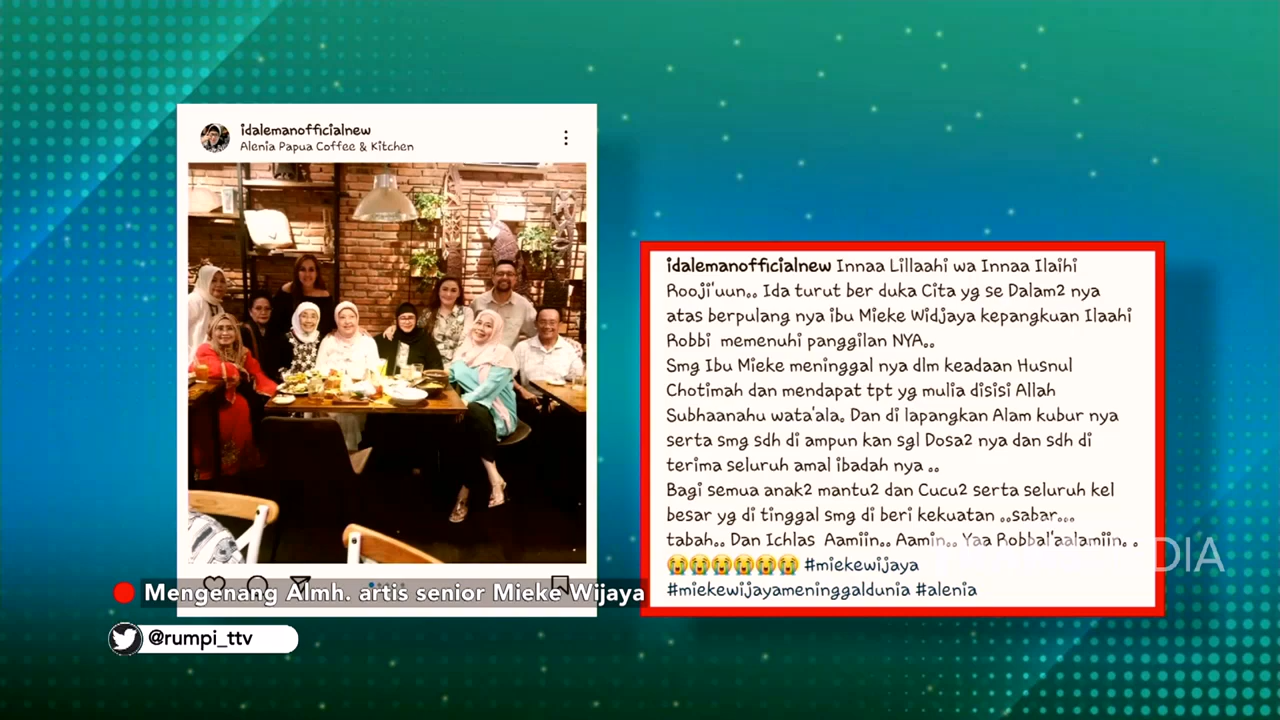 idalemanofficialnew
Alenia Papua Coffee & Kitchen
idalemanofficialnew Innaa Lillaahi wa Innaa Ilaihi
Rooji'uun.. Ida turut ber duka Cita yg se Dalam2 nya
atas berpulang nya ibu Mieke Widjaya kepangkuan Ilaahi
Robbi memenuhi panggilan NYA..
Smg Ibu Mieke meninggal nya dlm keadaan Husnul
Chotimah dan mendapat tpt yg mulia disisi Allah
Subhaanahu wata'ala. Dan di lapangkan Alam kubur nya
serta smg sdh di ampun kan sgl Dosa2 nya dan sdh di
terima seluruh amal ibadah nya ..
Bagi semua anak2 mantu2 dan Cucu2 serta seluruh kel
besar yg di tinggal smg di beri kekuatan ..sabar...
tabah.. Dan Ichlas Aamiin.. Aamin.. Yaa Robbal'aalamiin. .
😭😭😭😭😭😭 #miekewijaya
#miekewijayameninggaldunia #alenia
Mengenang Almh. artis senior Mieke Wijaya
@rumpi_ttv